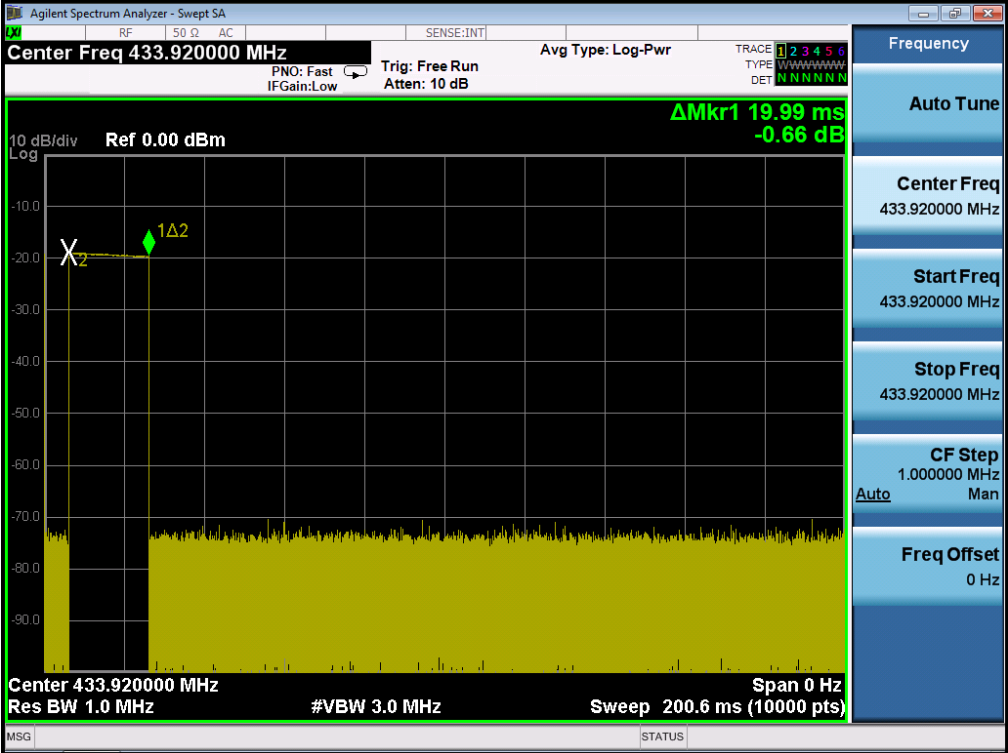 Agilent Spectrum Analyzer - Swept SA
LXI RF 50 Ω AC SENSE:INT
Center Freq 433.920000 MHz
PNO: Fast
IFGain:Low
Trig: Free Run
Atten: 10 dB
Avg Type: Log-Pwr
TRACE 1 2 3 4 5 6
TYPE WWWWWW
DET N N N N N N
ΔMkr1 19.99 ms
-0.66 dB
10 dB/div Ref 0.00 dBm
Log
-10.0
-20.0
-30.0
-40.0
-50.0
-60.0
-70.0
-80.0
-90.0
X2
1Δ2
Center 433.920000 MHz Span 0 Hz
Res BW 1.0 MHz #VBW 3.0 MHz Sweep 200.6 ms (10000 pts)
MSG STATUS
Frequency
Auto Tune
Center Freq
433.920000 MHz
Start Freq
433.920000 MHz
Stop Freq
433.920000 MHz
CF Step
1.000000 MHz
Auto Man
Freq Offset
0 Hz